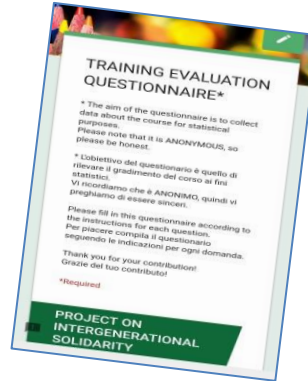 TRAINING EVALUATION
QUESTIONNAIRE*
* The aim of the questionnaire is to collect
data about the course for statistical
purposes.
Please note that it is ANONYMOUS, so
please be honest.
* L'obiettivo del questionario è quello di
rilevare il gradimento del corso ai fini
statistici.
Vi ricordiamo che è ANONIMO, quindi vi
preghiamo di essere sinceri.
Please fill in this questionnaire according to
the instructions for each question.
Per piacere compila il questionario
seguendo le indicazioni per ogni domanda.
Thank you for your contribution!
Grazie del tuo contributo!
*Required
PROJECT ON
INTERGENERATIONAL
SOLIDARITY